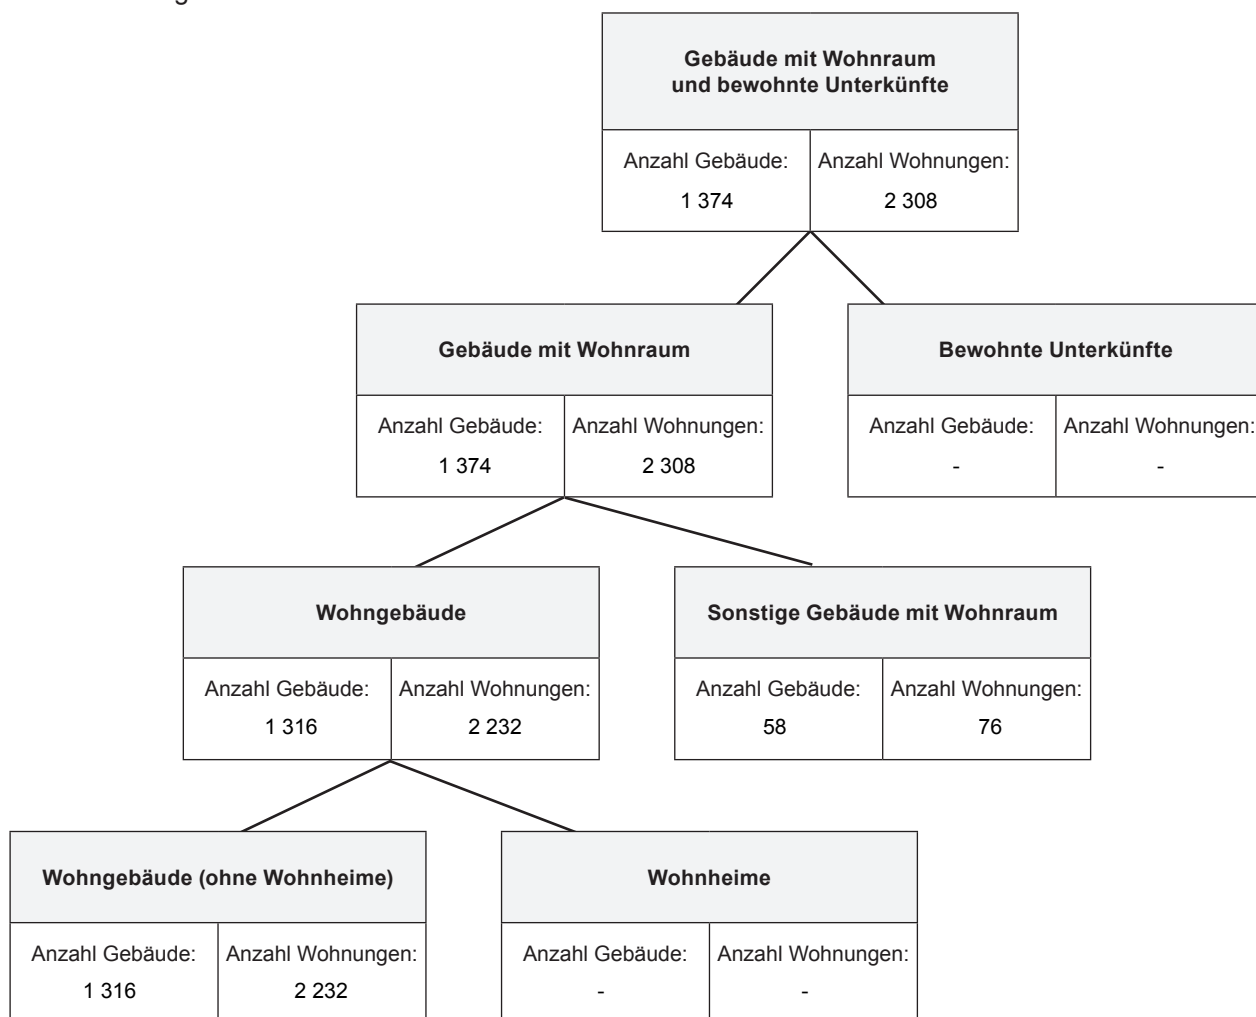 Gebäude mit Wohnraum
und bewohnte Unterkünfte
Anzahl Gebäude: Anzahl Wohnungen:
1 374 2 308
Gebäude mit Wohnraum
Anzahl Gebäude: Anzahl Wohnungen:
1 374 2 308
Bewohnte Unterkünfte
Anzahl Gebäude: Anzahl Wohnungen:
- -
Wohngebäude
Anzahl Gebäude: Anzahl Wohnungen:
1 316 2 232
Sonstige Gebäude mit Wohnraum
Anzahl Gebäude: Anzahl Wohnungen:
58 76
Wohngebäude (ohne Wohnheime)
Anzahl Gebäude: Anzahl Wohnungen:
1 316 2 232
Wohnheime
Anzahl Gebäude: Anzahl Wohnungen:
- -